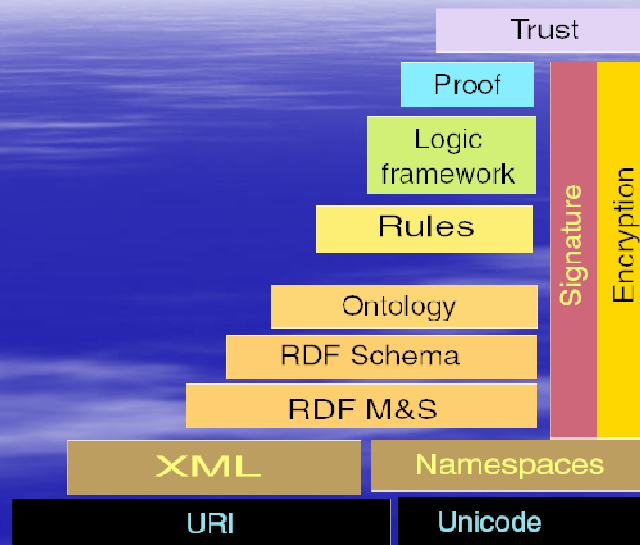 Trust
Proof
Logic
framework
Rules
Ontology
RDF Schema
RDF M&S
Signature
Encryption
XML
Namespaces
URI
Unicode